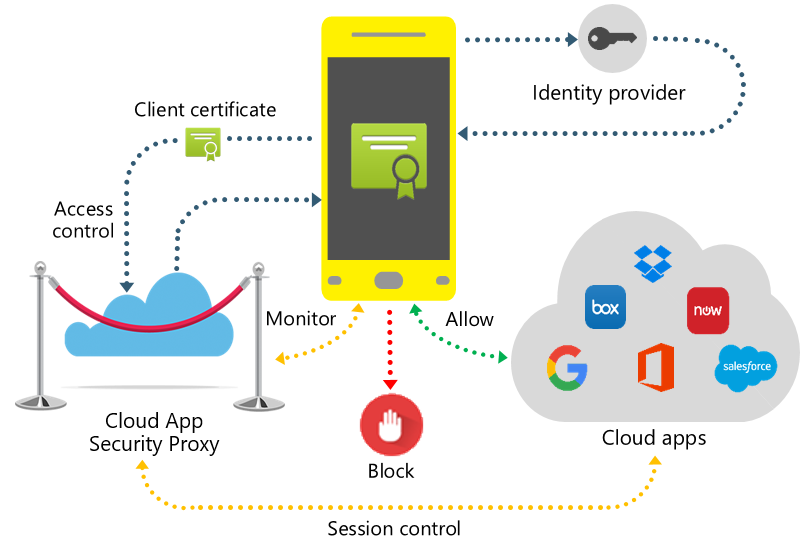 Identity provider
Client certificate
Access
control
Monitor
Allow
box
now
salesforce
Cloud App
Security Proxy
Block
Cloud apps
Session control